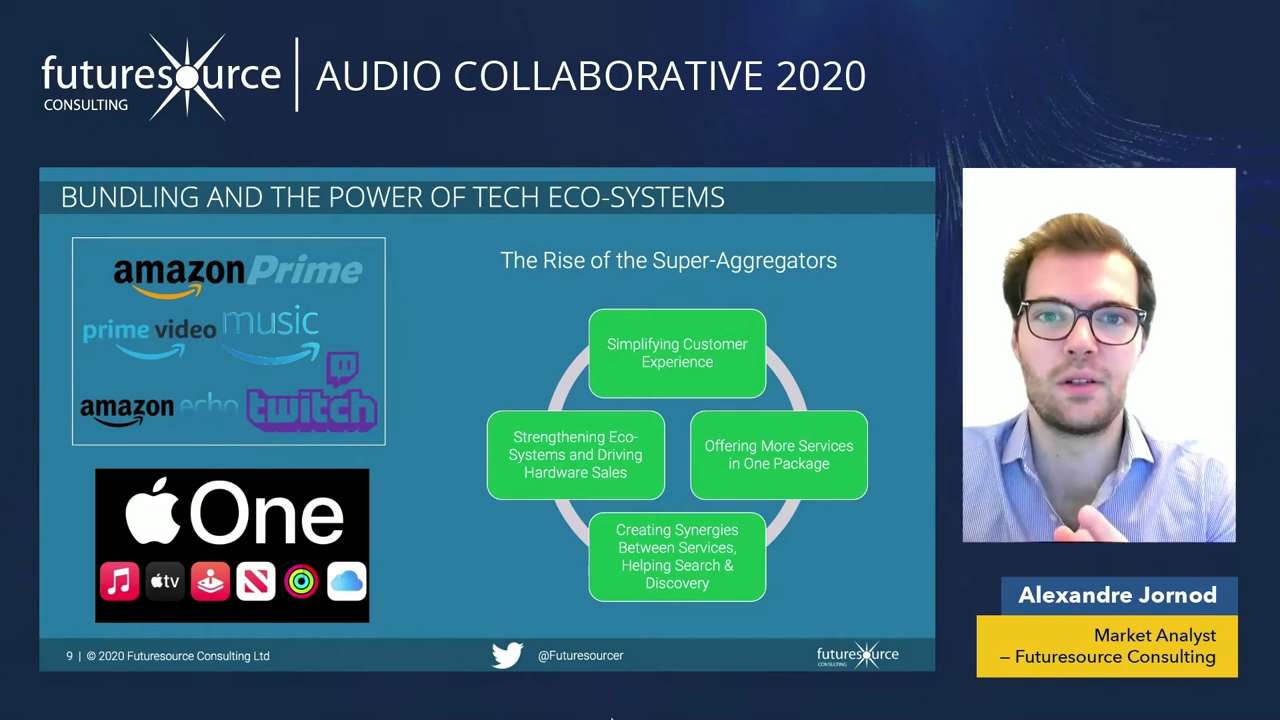 futuresource
CONSULTING
AUDIO COLLABORATIVE 2020
BUNDLING AND THE POWER OF TECH ECO-SYSTEMS
amazon Prime
prime video music
amazon echo twitch
One
tv
The Rise of the Super-Aggregators
Simplifying Customer
Experience
Strengthening Eco-
Systems and Driving
Hardware Sales
Offering More Services
in One Package
Creating Synergies
Between Services,
Helping Search &
Discovery
9 | © 2020 Futuresource Consulting Ltd
@Futuresourcer
futuresource
CONSULTING
Alexandre Jornod
Market Analyst
– Futuresource Consulting